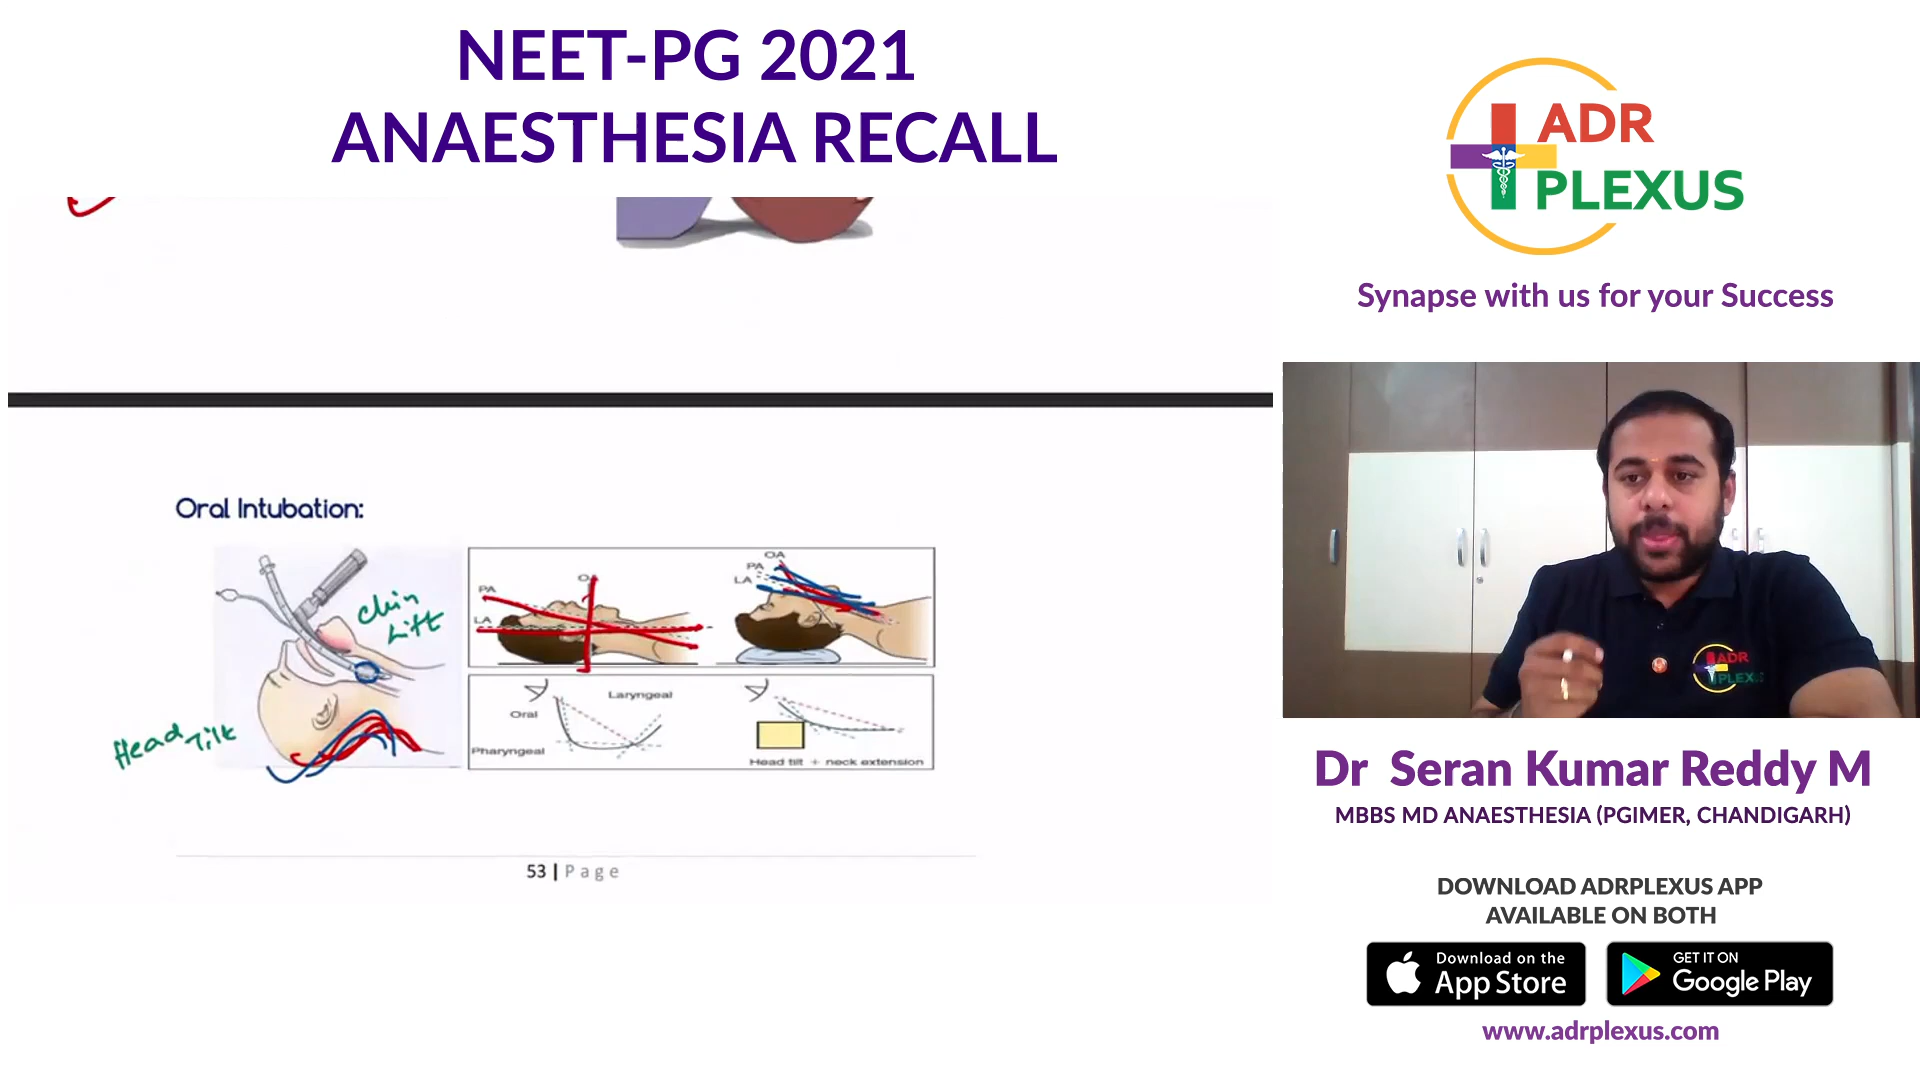 NEET-PG 2021
ANAESTHESIA RECALL
ADR
PLEXUS
Synapse with us for your Success
Oral Intubation:
Chin
Lift
Head Tilt
OA
PA
LA
OA
PA
LA
Laryngeal
Oral
Pharyngeal
Head tilt + neck extension
53 | Page
ADR
PLEXUS
Dr Seran Kumar Reddy M
MBBS MD ANAESTHESIA (PGIMER, CHANDIGARH)
DOWNLOAD ADRPLEXUS APP
AVAILABLE ON BOTH
Download on the
App Store
GET IT ON
Google Play
www.adrplexus.com